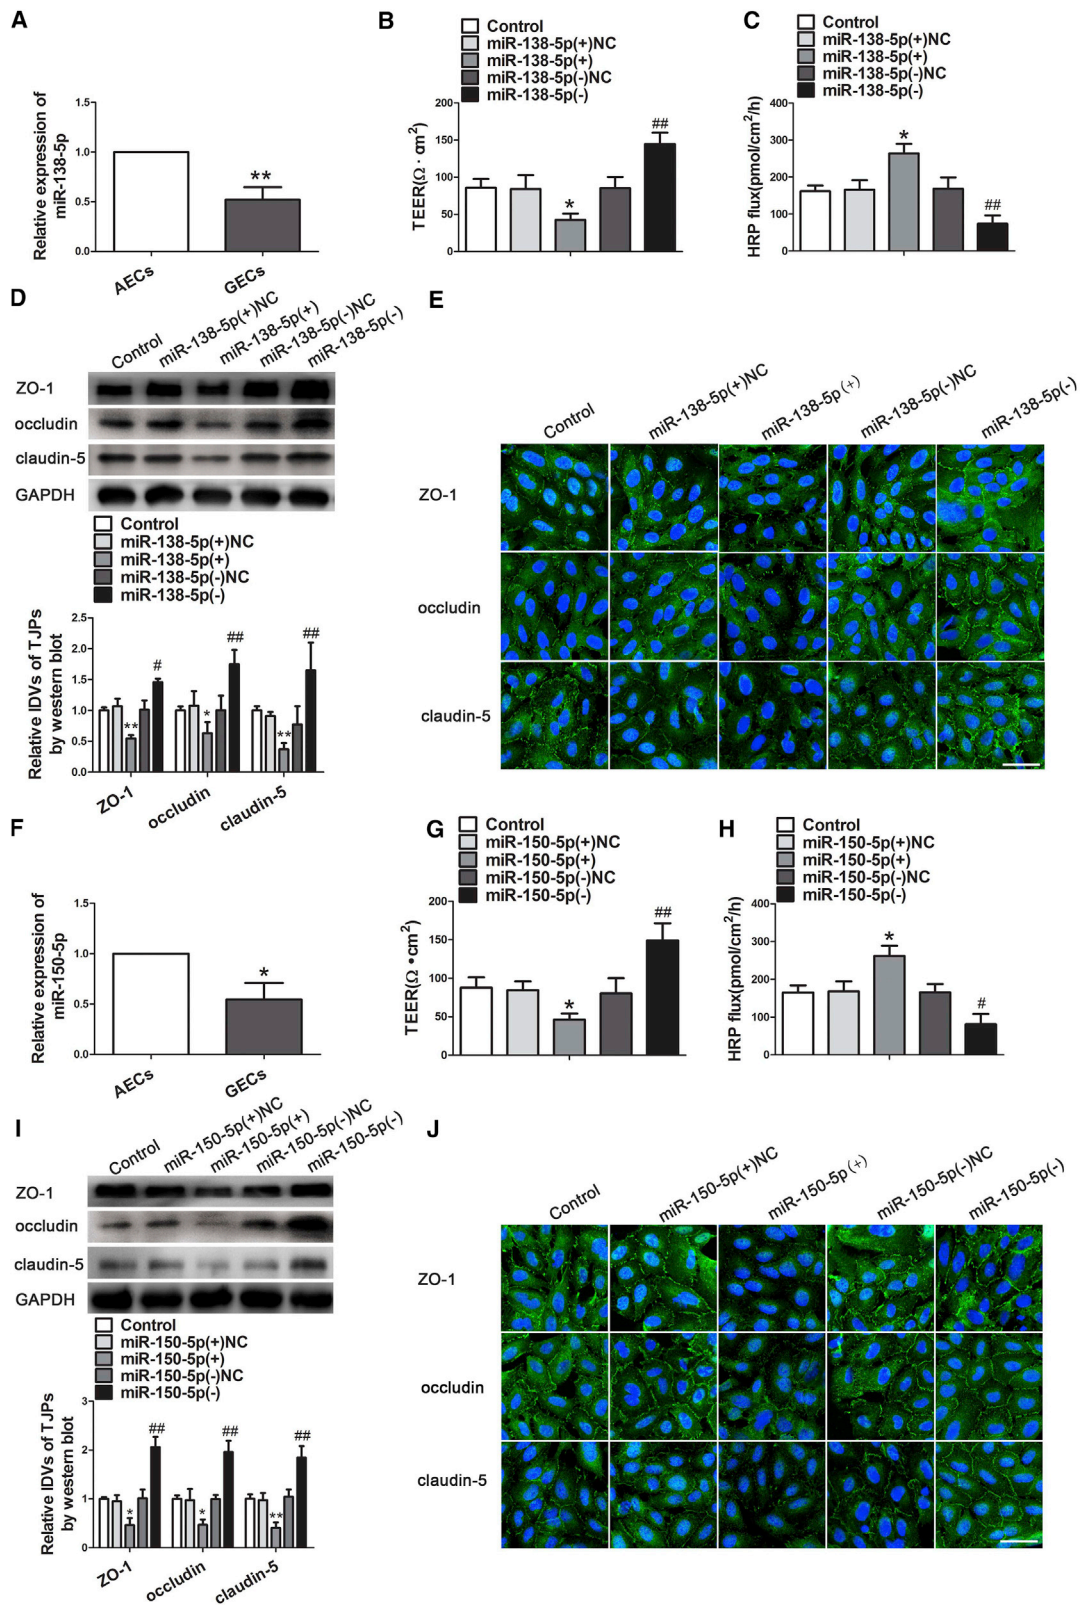 A
Relative expression of
miR-138-5p
1.5
1.0
0.5
0.0
**
AECs
GECs
B
Control
miR-138-5p(+)NC
miR-138-5p(+)
miR-138-5p(-)NC
miR-138-5p(-)
TEER(Ω · cm²)
200
150
100
50
0
*
##
C
Control
miR-138-5p(+)NC
miR-138-5p(+)
miR-138-5p(-)NC
miR-138-5p(-)
HRP flux(pmol/cm²/h)
400
300
200
100
0
*
##
D
Control
miR-138-5p(+)NC
miR-138-5p(+)
miR-138-5p(-)NC
miR-138-5p(-)
ZO-1
occludin
claudin-5
GAPDH
Control
miR-138-5p(+)NC
miR-138-5p(+)
miR-138-5p(-)NC
miR-138-5p(-)
Relative IDVs of TJPs
by western blot
2.5
2.0
1.5
1.0
0.5
0.0
**
#
*
##
**
##
ZO-1
occludin
claudin-5
E
Control
miR-138-5p(+)NC
miR-138-5p(+)
miR-138-5p(-)NC
miR-138-5p(-)
ZO-1
occludin
claudin-5
F
Relative expression of
miR-150-5p
1.5
1.0
0.5
0.0
*
AECs
GECs
G
Control
miR-150-5p(+)NC
miR-150-5p(+)
miR-150-5p(-)NC
miR-150-5p(-)
TEER(Ω •cm²)
200
150
100
50
0
*
##
H
Control
miR-150-5p(+)NC
miR-150-5p(+)
miR-150-5p(-)NC
miR-150-5p(-)
HRP flux(pmol/cm²/h)
400
300
200
100
0
*
#
I
Control
miR-150-5p(+)NC
miR-150-5p(+)
miR-150-5p(-)NC
miR-150-5p(-)
ZO-1
occludin
claudin-5
GAPDH
Control
miR-150-5p(+)NC
miR-150-5p(+)
miR-150-5p(-)NC
miR-150-5p(-)
Relative IDVs of TJPs
by western blot
3
2
1
0
*
##
*
##
**
##
ZO-1
occludin
claudin-5
J
Control
miR-150-5p(+)NC
miR-150-5p(+)
miR-150-5p(-)NC
miR-150-5p(-)
ZO-1
occludin
claudin-5